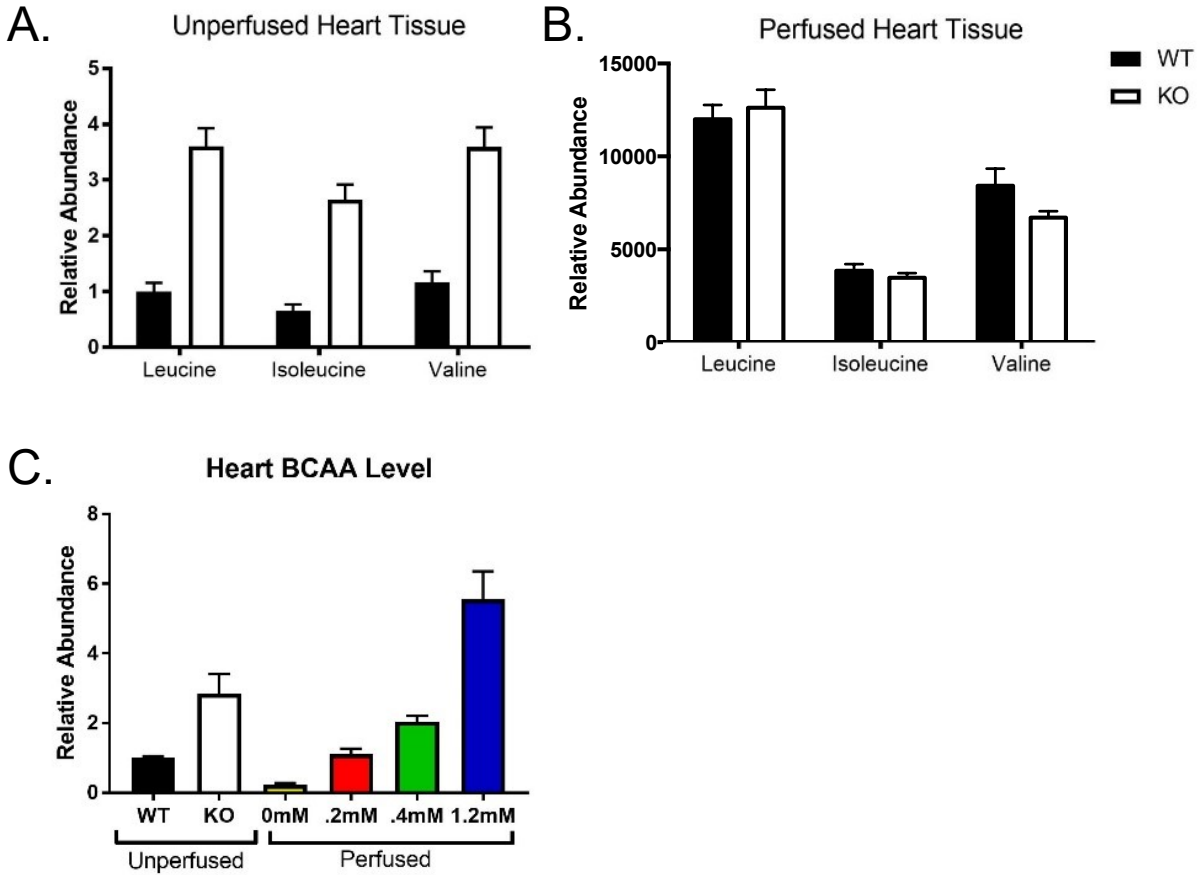 A.
Unperfused Heart Tissue
Relative Abundance
5
4
3
2
1
0
Leucine Isoleucine Valine
B.
Perfused Heart Tissue
Relative Abundance
15000
10000
5000
0
Leucine Isoleucine Valine
WT
KO
C.
Heart BCAA Level
Relative Abundance
8
6
4
2
0
WT KO 0mM .2mM .4mM 1.2mM
Unperfused Perfused